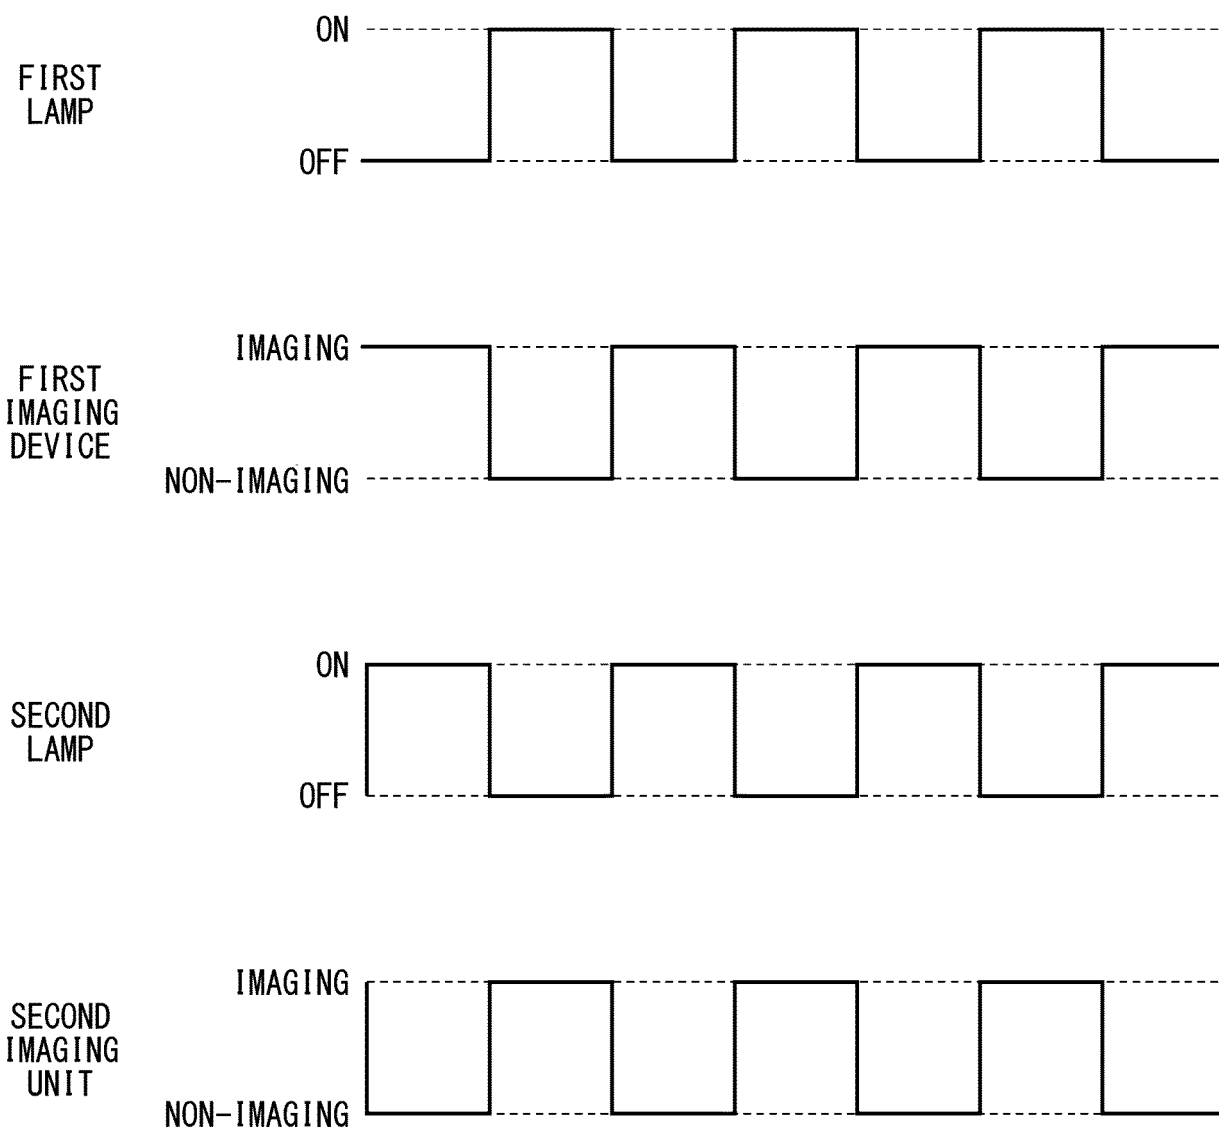 ON
FIRST
LAMP
OFF
IMAGING
FIRST
IMAGING
DEVICE
NON-IMAGING
ON
SECOND
LAMP
OFF
IMAGING
SECOND
IMAGING
UNIT
NON-IMAGING